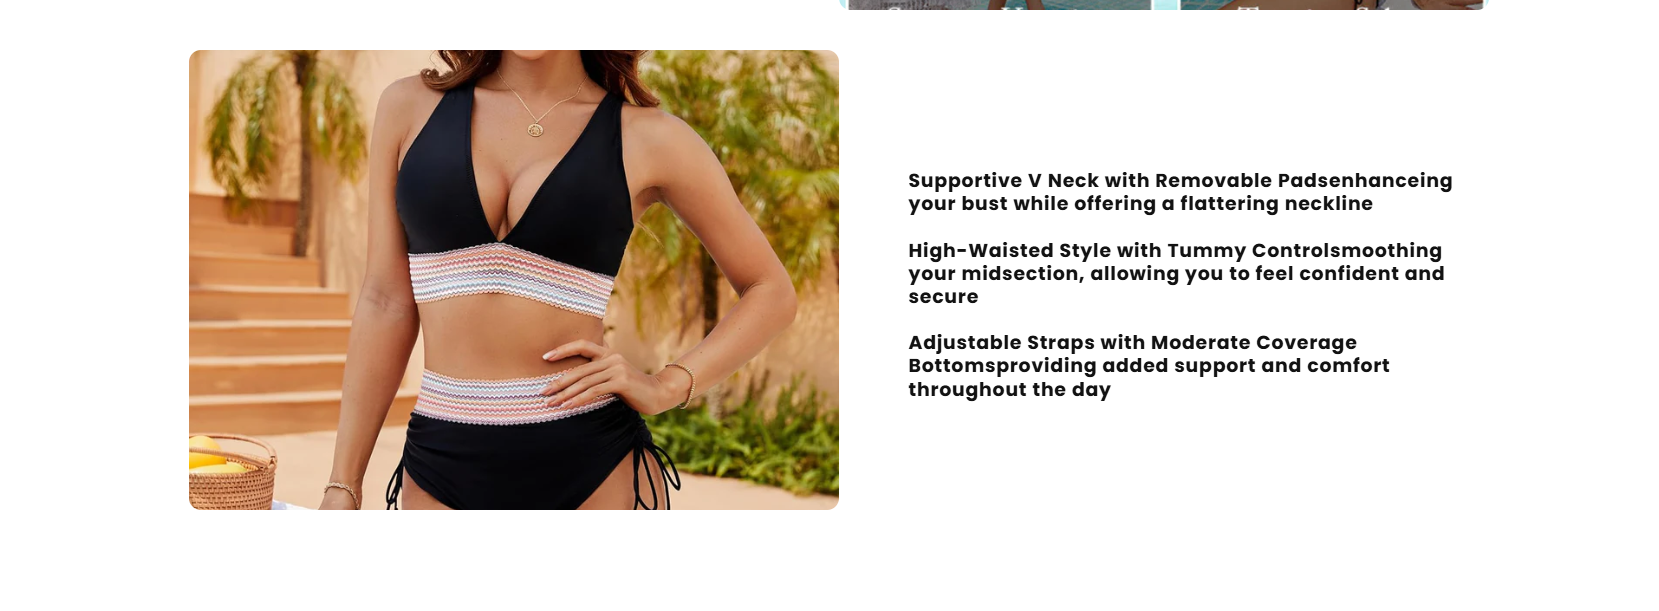 Supportive V Neck with Removable Padsenhanceing
your bust while offering a flattering neckline
High-Waisted Style with Tummy Controlsmoothing
your midsection, allowing you to feel confident and
secure
Adjustable Straps with Moderate Coverage
Bottomsproviding added support and comfort
throughout the day